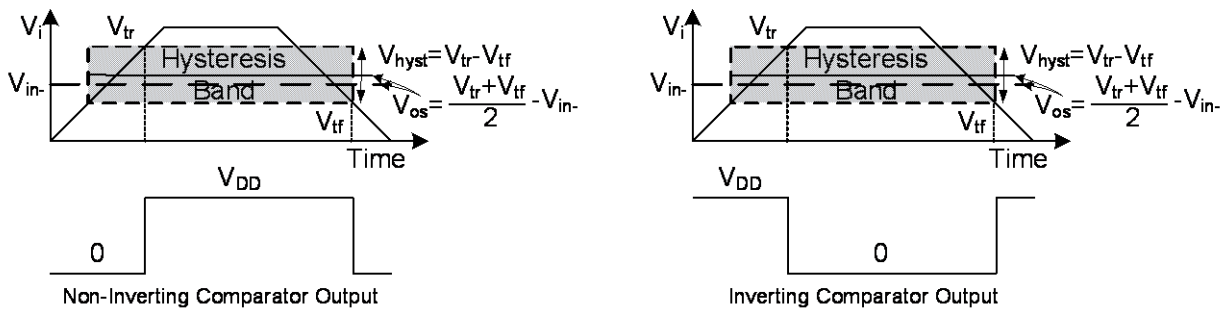 Vi
Vtr
Hysteresis
Vhyst=Vtr-Vtf
Vin-
Band
Vos=Vtr+Vtf/2 -Vin-
Vtf
Time
VDD
0
Non-Inverting Comparator Output
Vi
Vtr
Hysteresis
Vhyst=Vtr-Vtf
Vin-
Band
Vos=Vtr+Vtf/2 -Vin-
Vtf
Time
VDD
0
Inverting Comparator Output